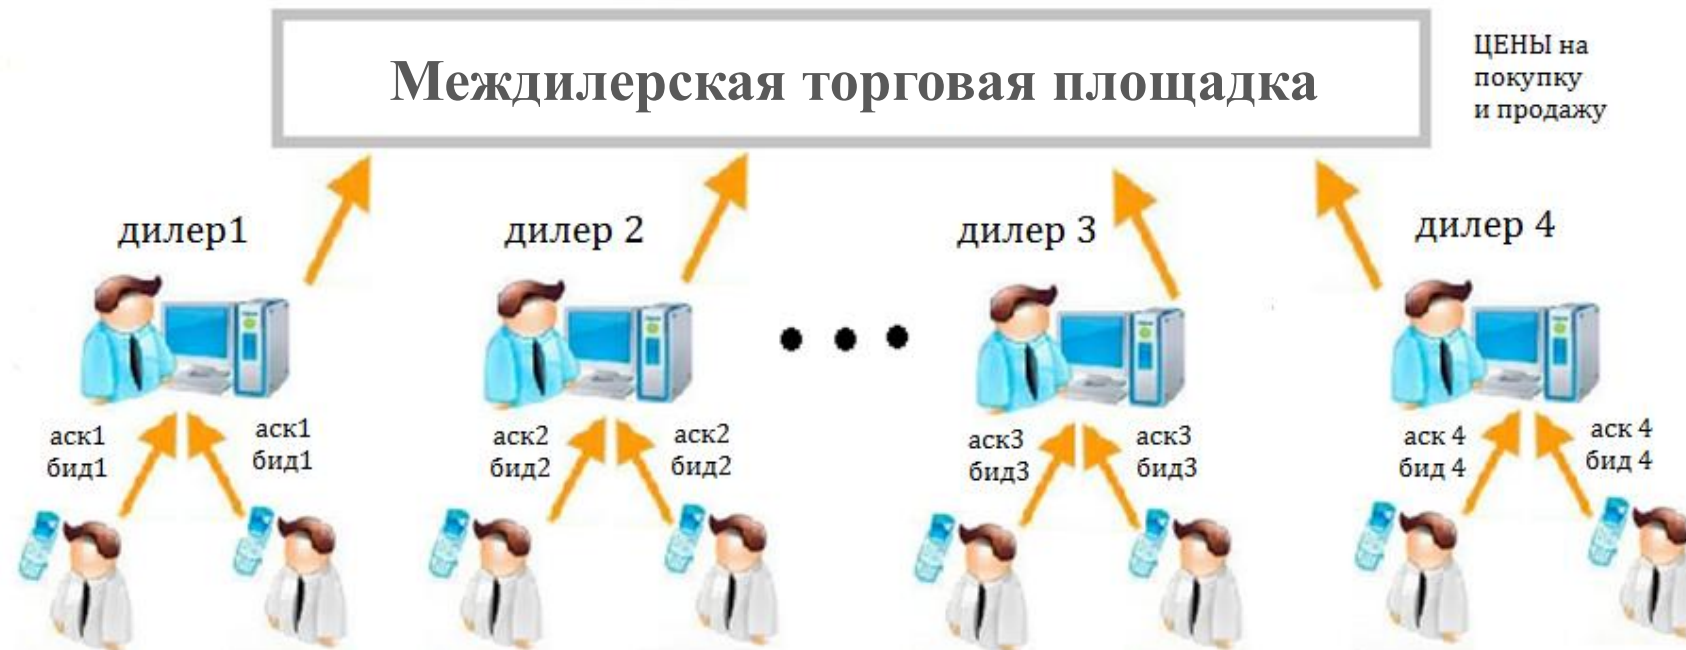 Междилерская торговая площадка
ЦЕНЫ на
покупку
и продажу
дилер1
дилер 2
дилер 3
дилер 4
аск1
бид1
аск1
бид1
аск2
бид2
аск2
бид2
аск3
бид3
аск3
бид3
аск 4
бид 4
аск 4
бид 4